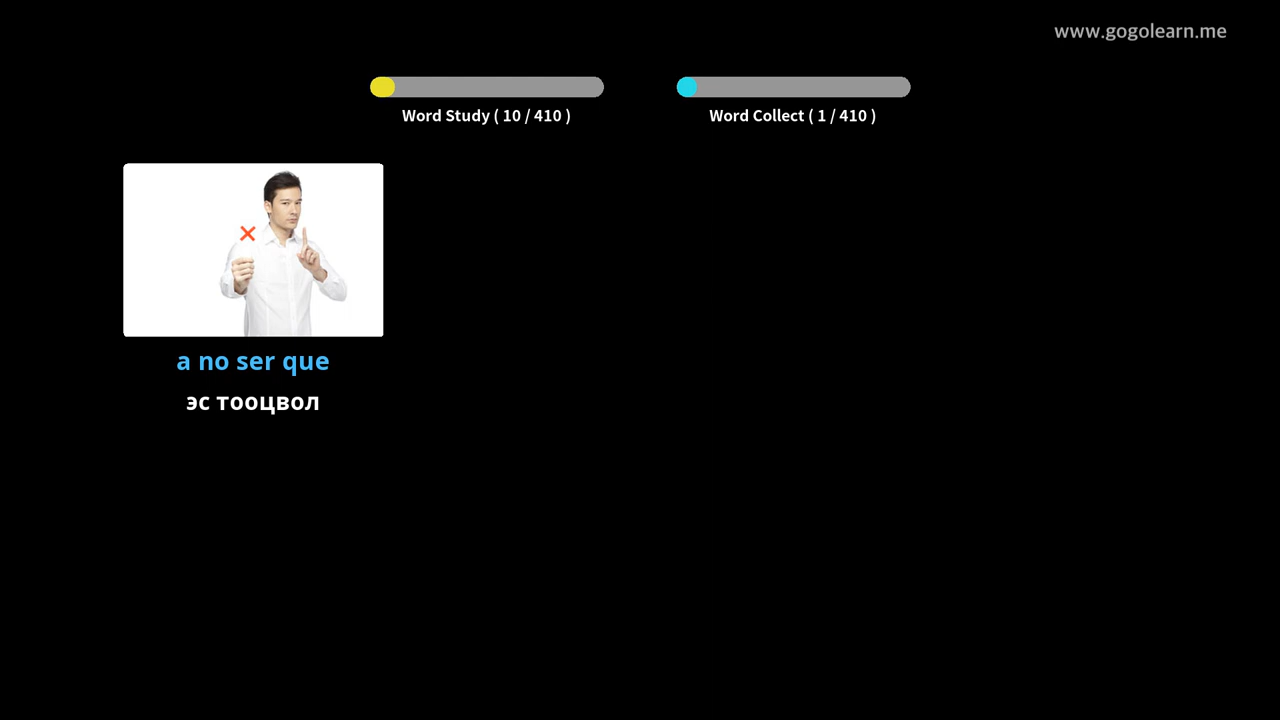 www.gogolearn.me
Word Study ( 10 / 410 )
Word Collect ( 1 / 410 )
a no ser que
эс тооцвол